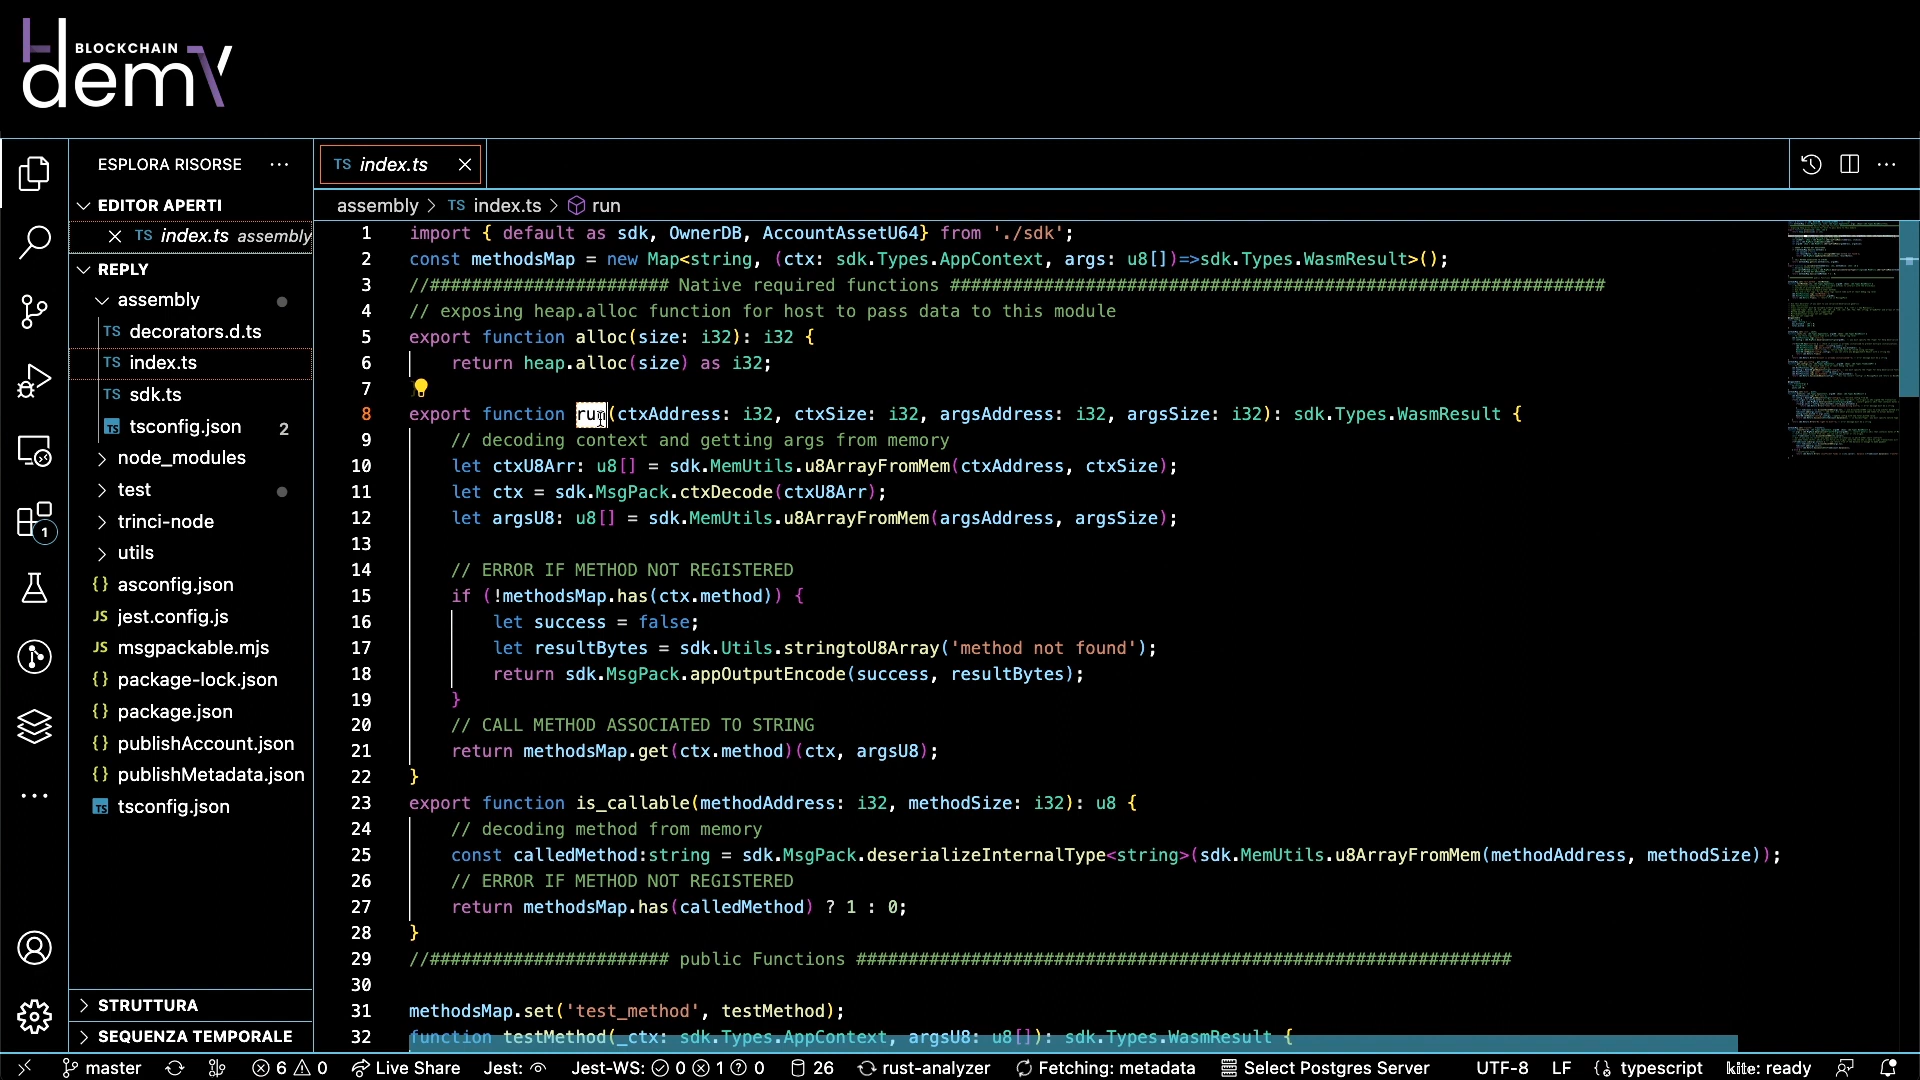 BLOCKCHAIN
demy
ESPLORA RISORSE ···
TS index.ts
EDITOR APERTI
TS index.ts assembly
assembly > TS index.ts > run
REPLY
assembly
TS decorators.d.ts
TS index.ts
TS sdk.ts
TS tsconfig.json 2
node_modules
test
trinci-node
utils
{} asconfig.json
JS jest.config.js
JS msgpackable.mjs
{} package-lock.json
{} package.json
{} publishAccount.json
{} publishMetadata.json
TS tsconfig.json
STRUTTURA
SEQUENZA TEMPORALE
1
1 import { default as sdk, OwnerDB, AccountAssetU64} from './sdk';
2 const methodsMap = new Map<string, (ctx: sdk.Types.AppContext, args: u8[])=>sdk.Types.WasmResult>();
3 //####################### Native required functions ###############################################################
4 // exposing heap.alloc function for host to pass data to this module
5 export function alloc(size: i32): i32 {
6 return heap.alloc(size) as i32;
7
8 export function run(ctxAddress: i32, ctxSize: i32, argsAddress: i32, argsSize: i32): sdk.Types.WasmResult {
9 // decoding context and getting args from memory
10 let ctxU8Arr: u8[] = sdk.MemUtils.u8ArrayFromMem(ctxAddress, ctxSize);
11 let ctx = sdk.MsgPack.ctxDecode(ctxU8Arr);
12 let argsU8: u8[] = sdk.MemUtils.u8ArrayFromMem(argsAddress, argsSize);
13
14 // ERROR IF METHOD NOT REGISTERED
15 if (!methodsMap.has(ctx.method)) {
16 let success = false;
17 let resultBytes = sdk.Utils.stringtoU8Array('method not found');
18 return sdk.MsgPack.appOutputEncode(success, resultBytes);
19 }
20 // CALL METHOD ASSOCIATED TO STRING
21 return methodsMap.get(ctx.method)(ctx, argsU8);
22 }
23 export function is_callable(methodAddress: i32, methodSize: i32): u8 {
24 // decoding method from memory
25 const calledMethod:string = sdk.MsgPack.deserializeInternalType<string>(sdk.MemUtils.u8ArrayFromMem(methodAddress, methodSize));
26 // ERROR IF METHOD NOT REGISTERED
27 return methodsMap.has(calledMethod) ? 1 : 0;
28 }
29 //####################### public Functions ###############################################################
30
31 methodsMap.set('test_method', testMethod);
32 function testMethod(_ctx: sdk.Types.AppContext, argsU8: u8[]): sdk.Types.WasmResult {
master 6 0 Live Share Jest: Jest-WS: 0 1 0 26 rust-analyzer Fetching: metadata Select Postgres Server UTF-8 LF {} typescript kite: ready